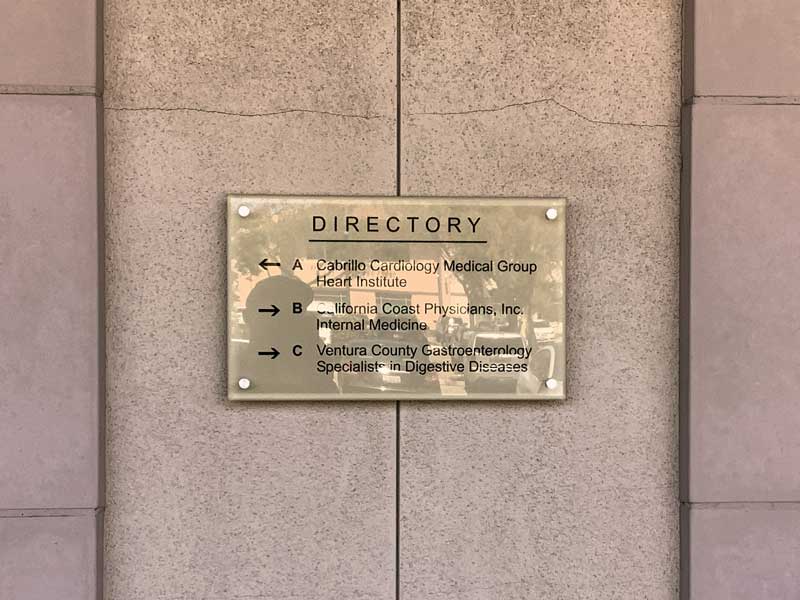 DIRECTORY
← A Cabrillo Cardiology Medical Group
Heart Institute
→ B California Coast Physicians, Inc.
Internal Medicine
→ C Ventura County Gastroenterology
Specialists in Digestive Diseases